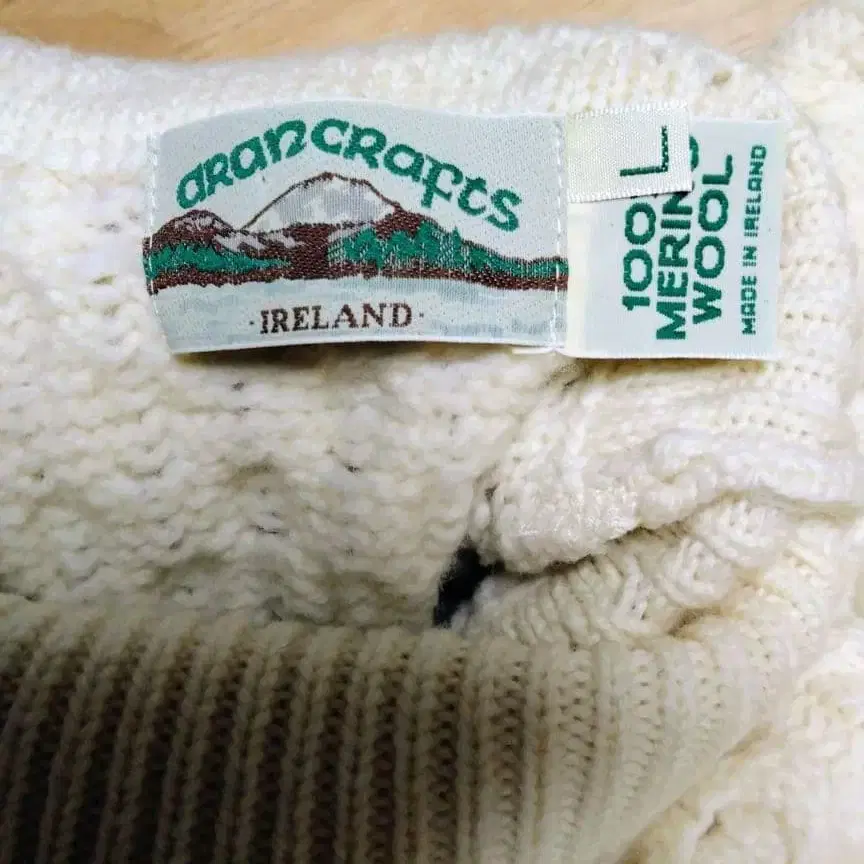 ARANCRAFTS
·IRELAND·
L
100%
MERINO
WOOL
MADE IN IRELAND